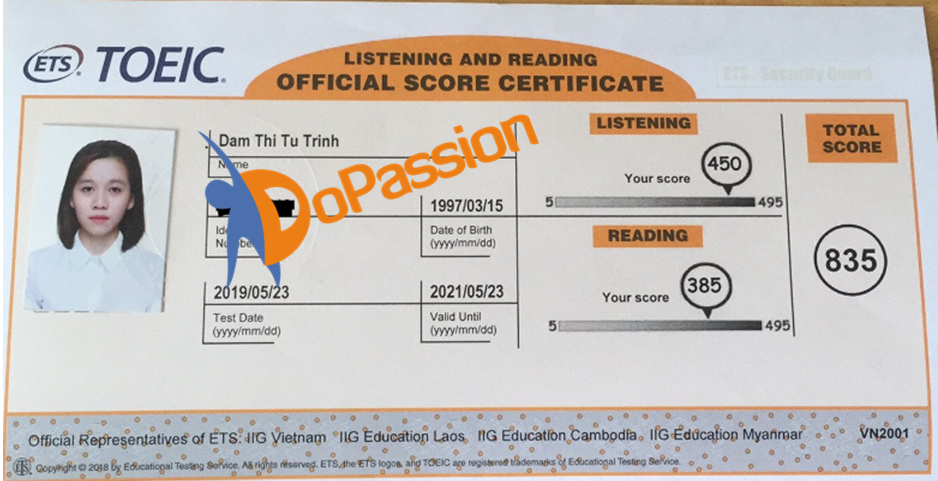 ETS TOEIC
LISTENING AND READING
OFFICIAL SCORE CERTIFICATE
ETS Security Guard
Dam Thi Tu Trinh
Name
DoPassion
1997/03/15
Date of Birth
(yyyy/mm/dd)
2019/05/23
Test Date
(yyyy/mm/dd)
2021/05/23
Valid Until
(yyyy/mm/dd)
LISTENING
Your score
450
5
495
READING
Your score
385
5
495
TOTAL
SCORE
835
Official Representatives of ETS: IIG Vietnam IIG Education Laos IIG Education Cambodia IIG Education Myanmar
VN2001
Copyright © 2018 by Educational Testing Service. All rights reserved. ETS, the ETS logos, and TOEIC are registered trademarks of Educational Testing Service.